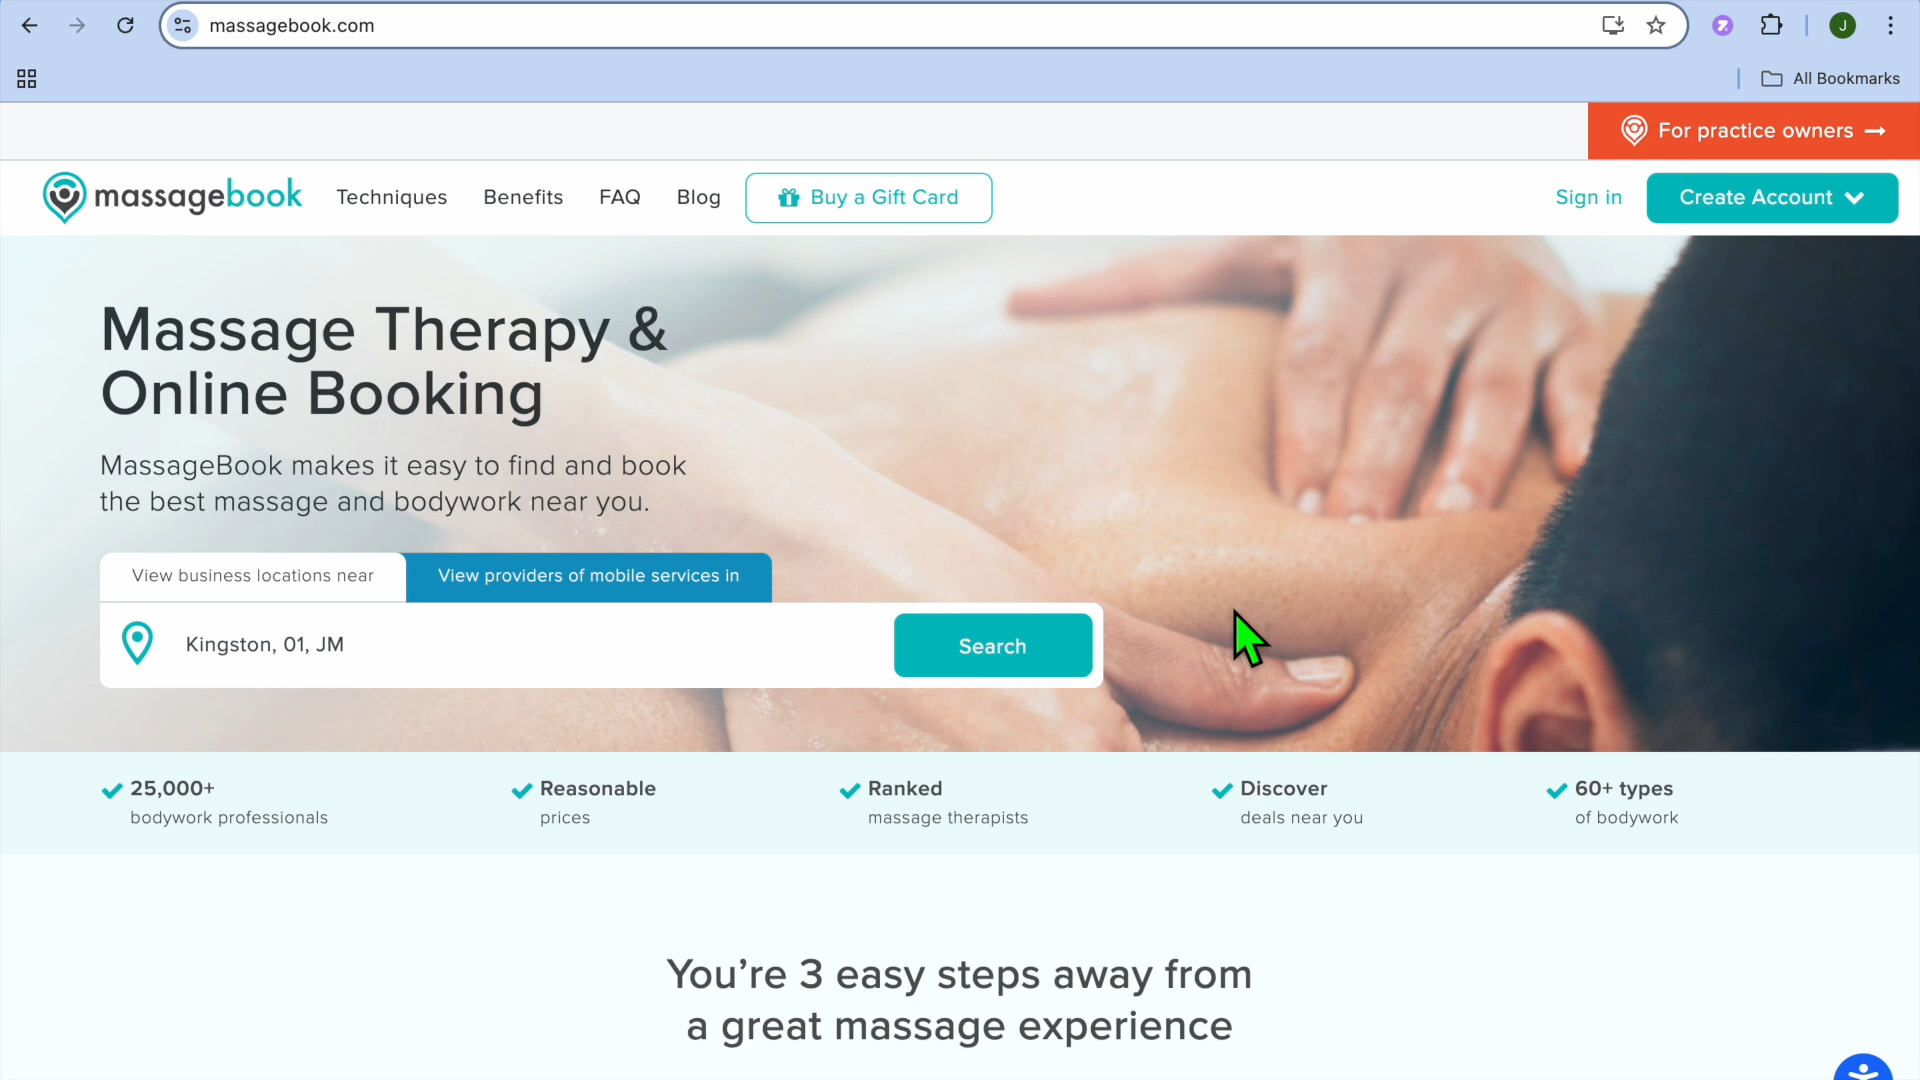 massagebook.com
J
All Bookmarks
For practice owners →
massagebook
Techniques
Benefits
FAQ
Blog
Buy a Gift Card
Sign in
Create Account
Massage Therapy &
Online Booking
MassageBook makes it easy to find and book
the best massage and bodywork near you.
View business locations near
View providers of mobile services in
Kingston, 01, JM
Search
25,000+
bodywork professionals
Reasonable
prices
Ranked
massage therapists
Discover
deals near you
60+ types
of bodywork
You’re 3 easy steps away from
a great massage experience